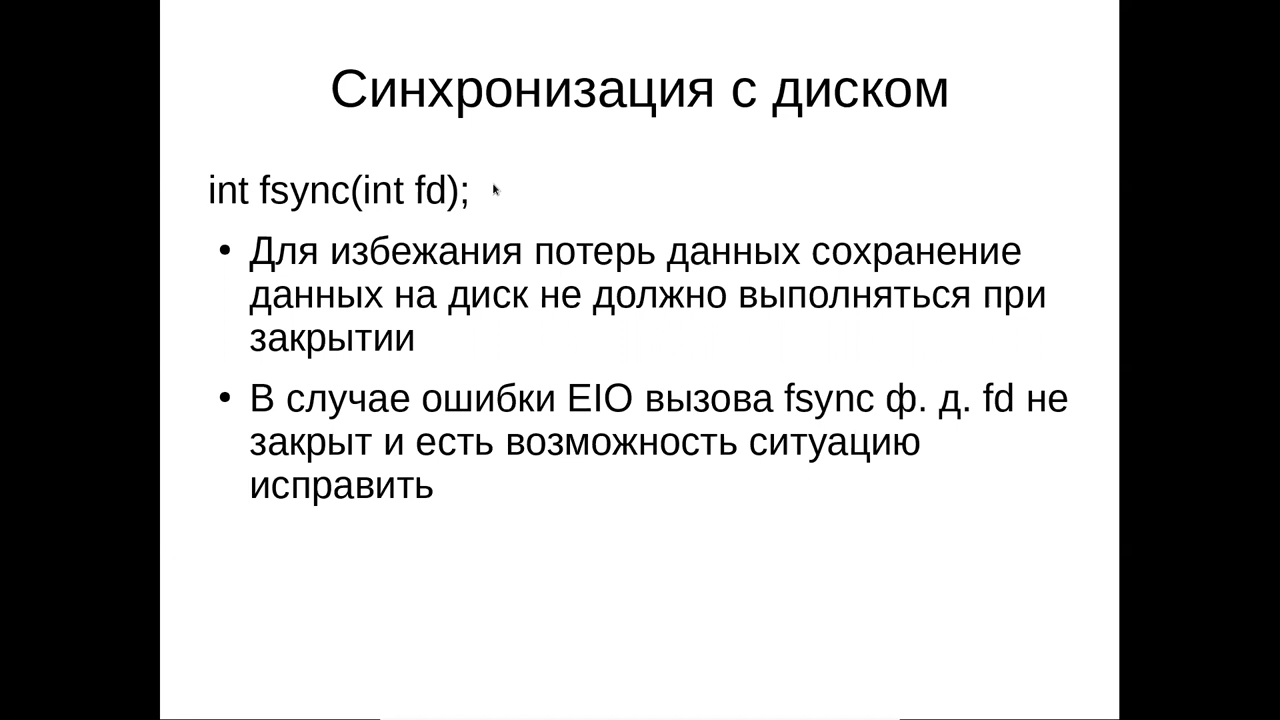 Синхронизация с диском
int fsync(int fd);
• Для избежания потерь данных сохранение
данных на диск не должно выполняться при
закрытии
• В случае ошибки EIO вызова fsync ф. д. fd не
закрыт и есть возможность ситуацию
исправить